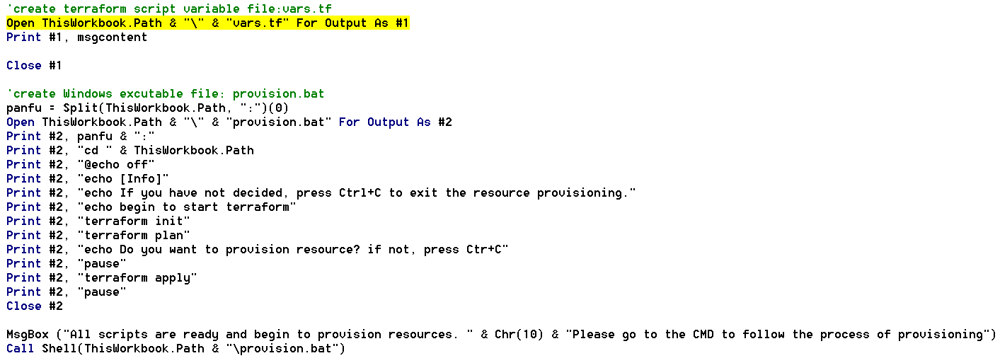 'create terraform script variable file:vars.tf
Open ThisWorkbook.Path & "\" & "vars.tf" For Output As #1
Print #1, msgcontent
Close #1
'create Windows excutable file: provision.bat
panfu = Split(ThisWorkbook.Path, ":")(0)
Open ThisWorkbook.Path & "\" & "provision.bat" For Output As #2
Print #2, panfu & ":"
Print #2, "cd " & ThisWorkbook.Path
Print #2, "@echo off"
Print #2, "echo [Info]"
Print #2, "echo If you have not decided, press Ctrl+C to exit the resource provisioning."
Print #2, "echo begin to start terraform"
Print #2, "terraform init"
Print #2, "terraform plan"
Print #2, "echo Do you want to provision resource? if not, press Ctr+C"
Print #2, "pause"
Print #2, "terraform apply"
Print #2, "pause"
Close #2
MsgBox ("All scripts are ready and begin to provision resources. " & Chr(10) & "Please go to the CMD to follow the process of provisioning")
Call Shell(ThisWorkbook.Path & "\provision.bat")